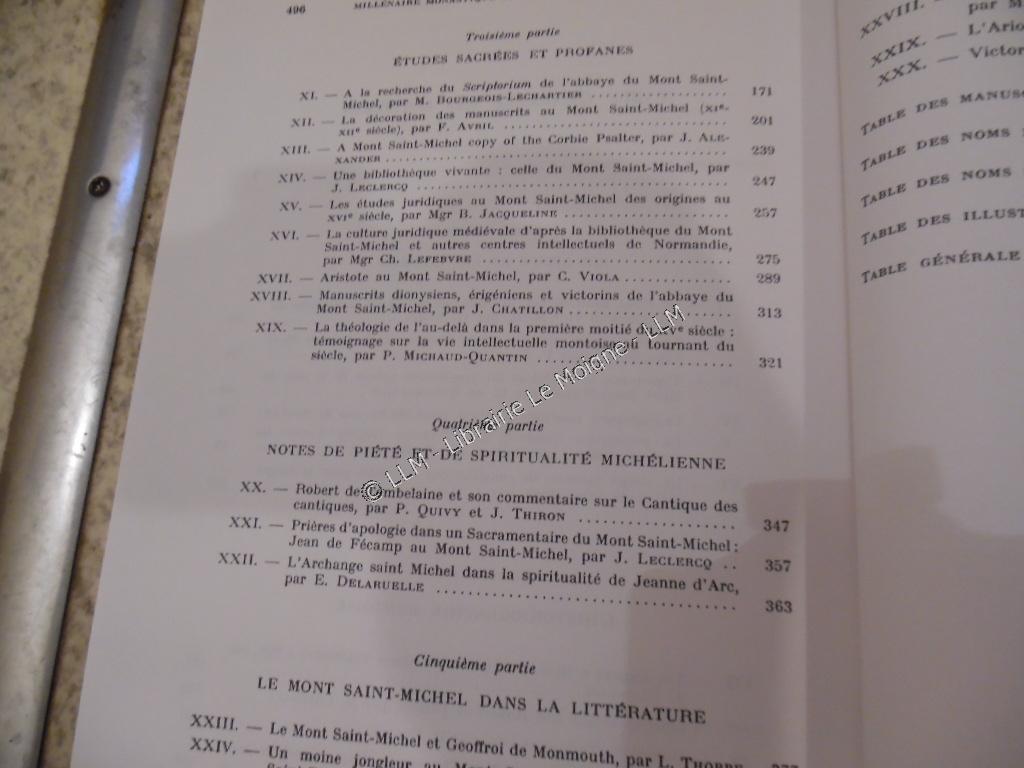 496 MILLÉNAIRE
Troisième partie
ÉTUDES SACRÉES ET PROFANES
XI. — A la recherche du Scriptorium de l'abbaye du Mont Saint-
Michel, par M. BOURGEOIS-LECHARTIER .................... 171
XII. — La décoration des manuscrits au Mont Saint-Michel (XIe-
XIIe siècle), par F. AVRIL .................... 201
XIII. — A Mont Saint-Michel copy of the Corbie Psalter, par J. ALE-
XANDER .................... 239
XIV. — Une bibliothèque vivante : celle du Mont Saint-Michel, par
J. LECLERCQ .................... 247
XV. — Les études juridiques au Mont Saint-Michel des origines au
XVIe siècle, par Mgr B. JACQUELINE .................... 257
XVI. — La culture juridique médiévale d'après la bibliothèque du Mont
Saint-Michel et autres centres intellectuels de Normandie,
par Mgr Ch. LEFEBVRE .................... 275
XVII. — Aristote au Mont Saint-Michel, par C. VIOLA .............. 289
XVIII. — Manuscrits dionysiens, érigéniens et victorins de l'abbaye du
Mont Saint-Michel, par J. CHATILLON .................... 313
XIX. — La théologie de l'au-delà dans la première moitié du XVe siècle :
témoignage sur la vie intellectuelle montoise au tournant du
siècle, par P. MICHAUD-QUANTIN .................... 321
Quatrième partie
NOTES DE PIÉTÉ ET DE SPIRITUALITÉ MICHÉLIENNE
XX. — Robert de Tombelaine et son commentaire sur le Cantique des
cantiques, par P. QUIVY et J. THIRON .................... 347
XXI. — Prières d'apologie dans un Sacramentaire du Mont Saint-Michel :
Jean de Fécamp au Mont Saint-Michel, par J. LECLERCQ .. 357
XXII. — L'Archange saint Michel dans la spiritualité de Jeanne d'Arc,
par E. DELARUELLE .................... 363
Cinquième partie
LE MONT SAINT-MICHEL DANS LA LITTÉRATURE
XXIII. — Le Mont Saint-Michel et Geoffroi de Monmouth, par L. THORPE
XXIV. — Un moine jongleur au
XXVIII.
par M
XXIX. — L'Ario
XXX. — Victor
TABLE DES MANUSC
TABLE DES NOMS
TABLE DES NOMS
TABLE DES ILLUST
TABLE GÉNÉRALE
© LLM - Librairie Le Moigne - LLM